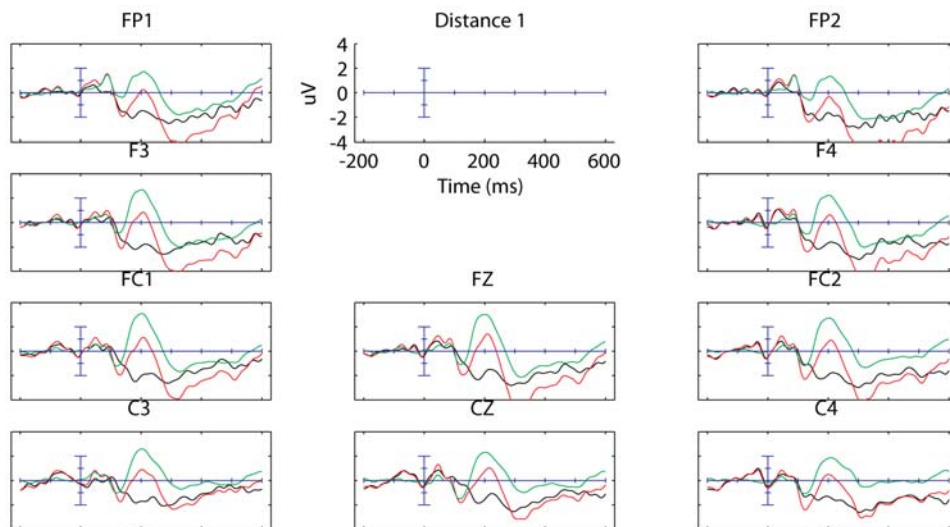 FP1
Distance 1
FP2
4
2
0
-2
-4
uV
-200
0
200
400
600
Time (ms)
F3
F4
FC1
FZ
FC2
C3
CZ
C4